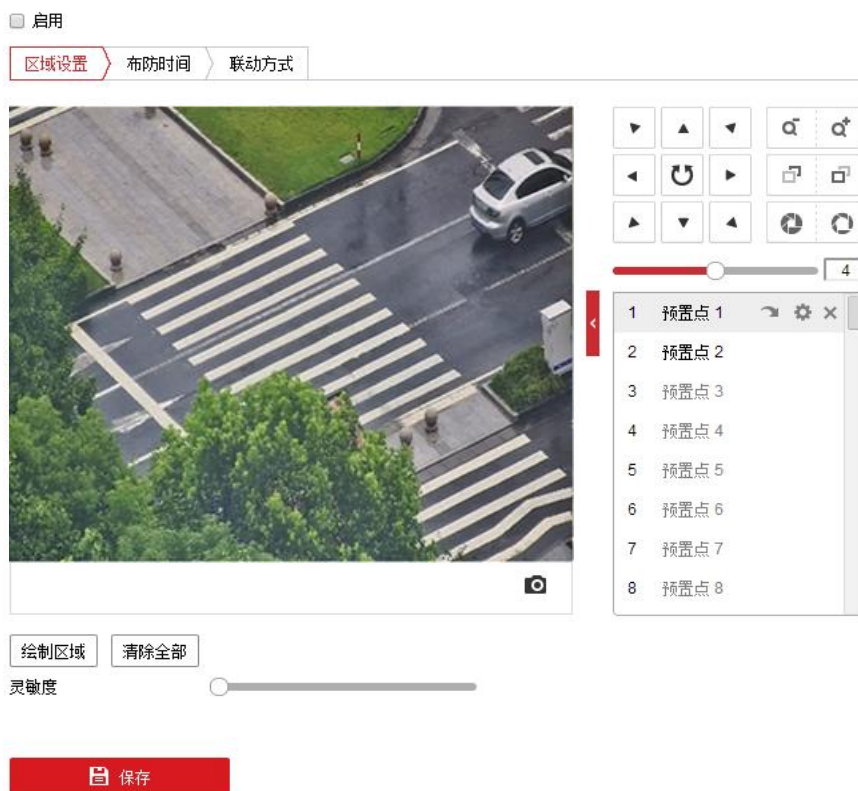 启用
区域设置 布防时间 联动方式
4
1 预置点 1
2 预置点 2
3 预置点 3
4 预置点 4
5 预置点 5
6 预置点 6
7 预置点 7
8 预置点 8
绘制区域 清除全部
灵敏度
保存